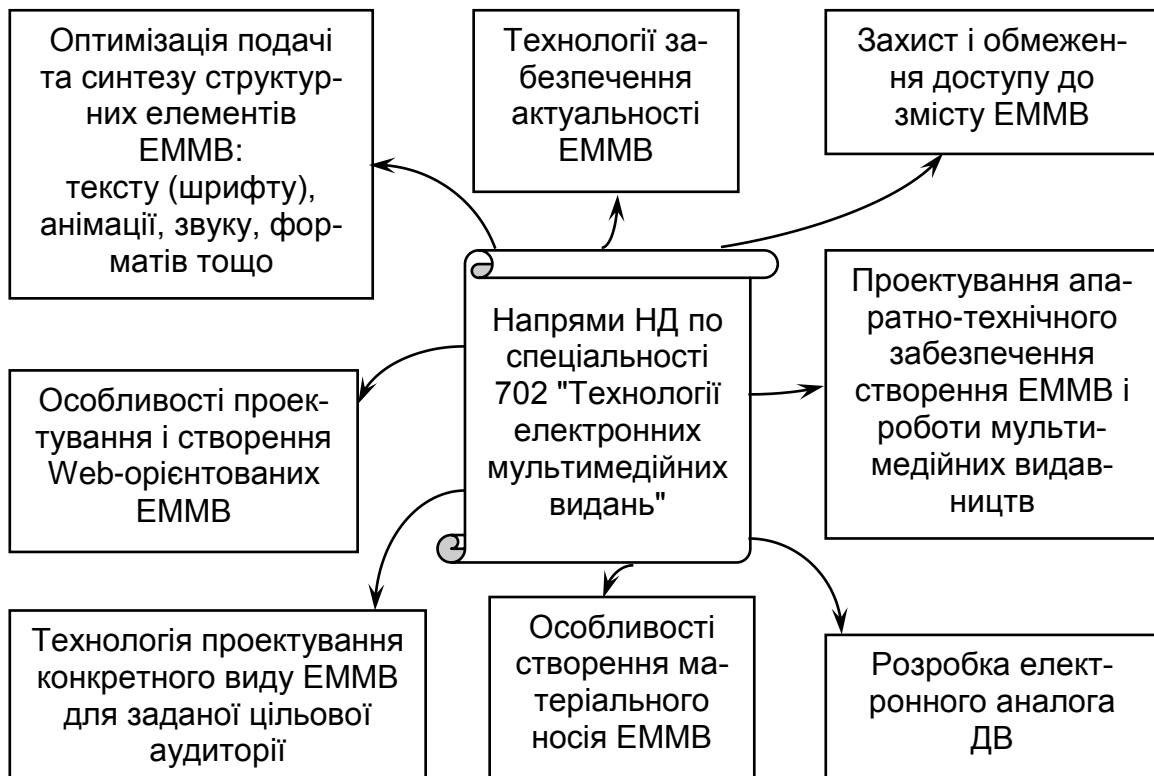 Оптимізація подачі
та синтезу структур-
них елементів
ЕММВ:
тексту (шрифту),
анімації, звуку, фор-
матів тощо
Технології за-
безпечення
актуальності
ЕММВ
Захист і обмежен-
ня доступу до
змісту ЕММВ
Напрями НД по
спеціальності
702 "Технології
електронних
мультимедійних
видань"
Проектування апа-
ратно-технічного
забезпечення
створення ЕММВ і
роботи мульти-
медійних видав-
ництв
Особливості проек-
тування і створення
Web-орієнтованих
ЕММВ
Технологія проектування
конкретного виду ЕММВ
для заданої цільової
аудиторії
Особливості
створення ма-
теріального
носія ЕММВ
Розробка елект-
ронного аналога
ДВ